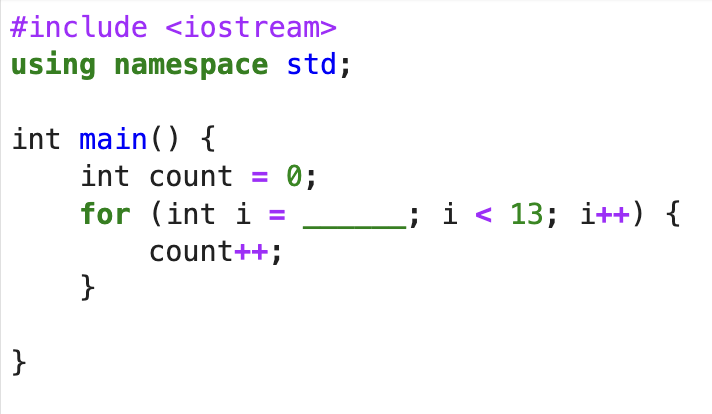 #include <iostream>
using namespace std;
int main() {
    int count = 0;
    for (int i = ______; i < 13; i++) {
        count++;
    }
}